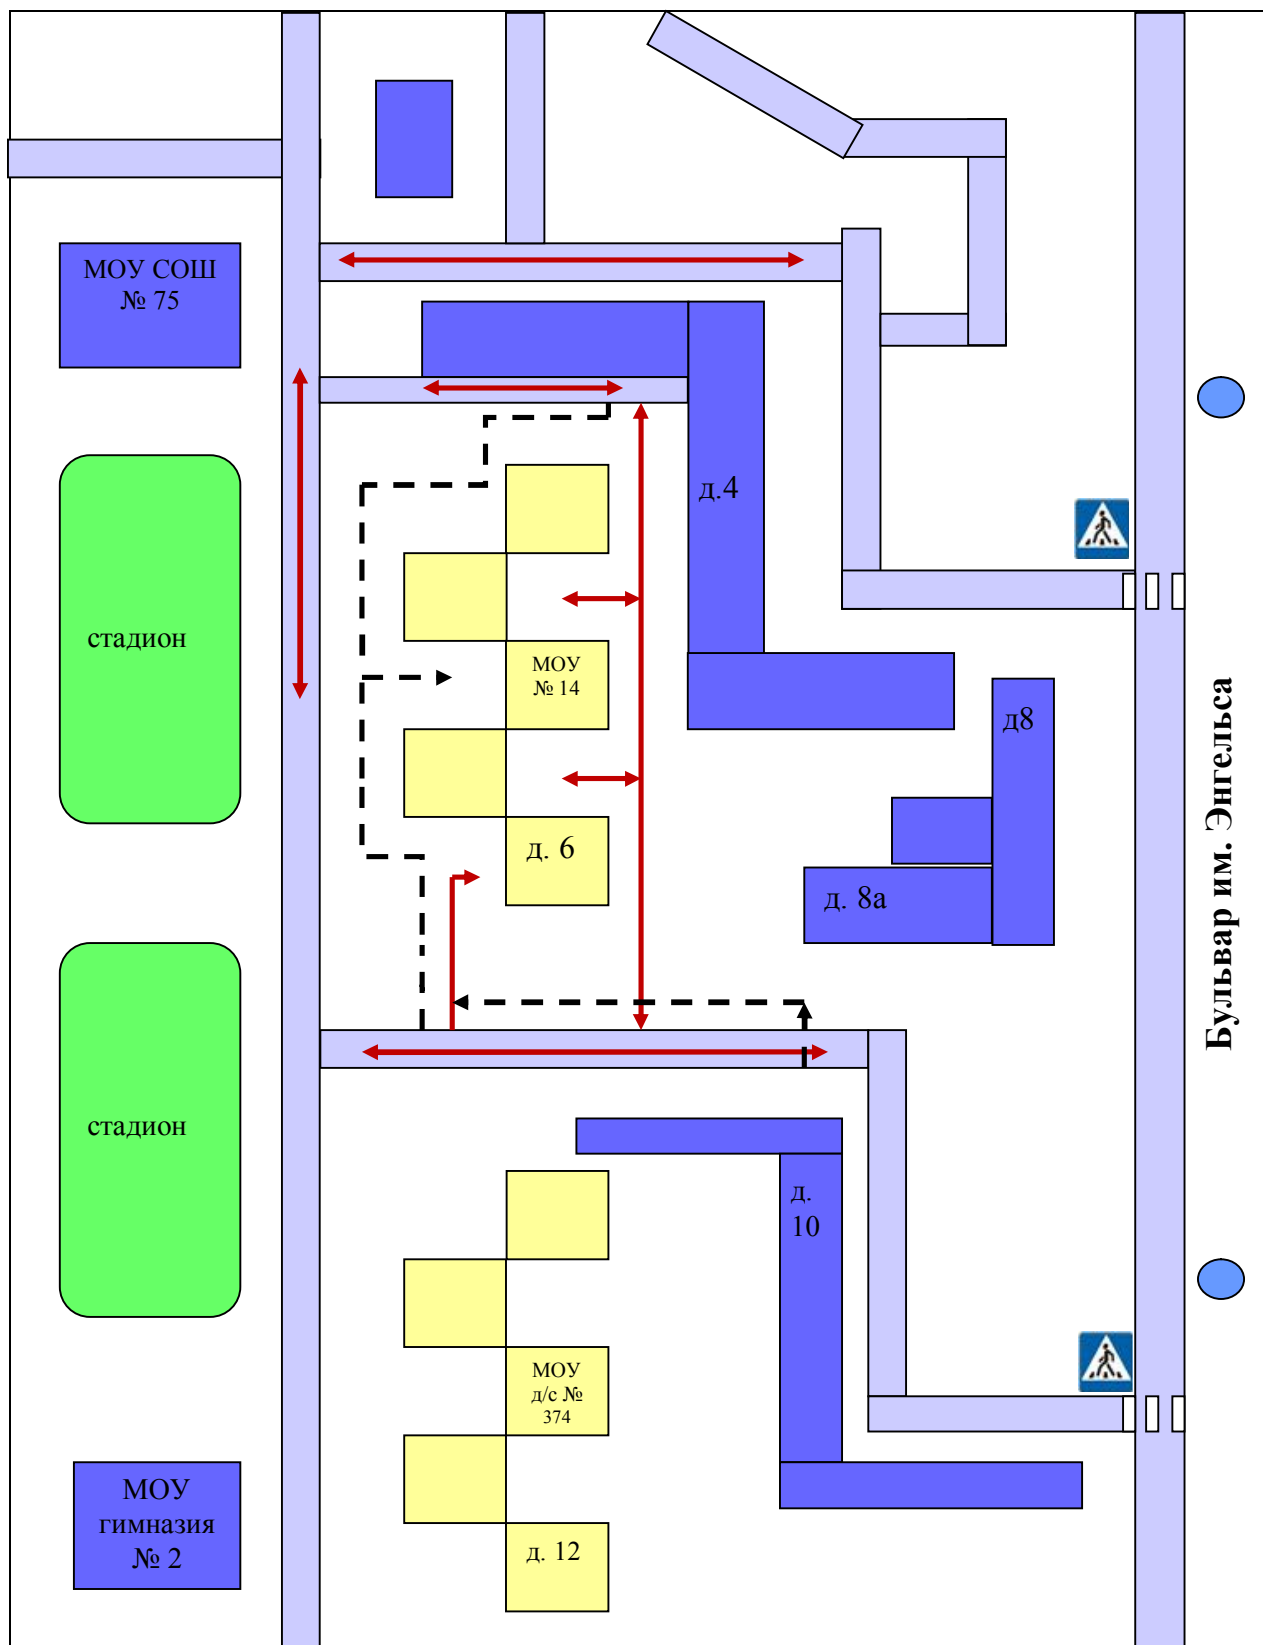 МОУ СОШ
№ 75
д.4
стадион
МОУ
№ 14
д8
д. 6
д. 8а
Бульвар им. Энгельса
стадион
д.
10
МОУ
д/с №
374
МОУ
гимназия
№ 2
д. 12